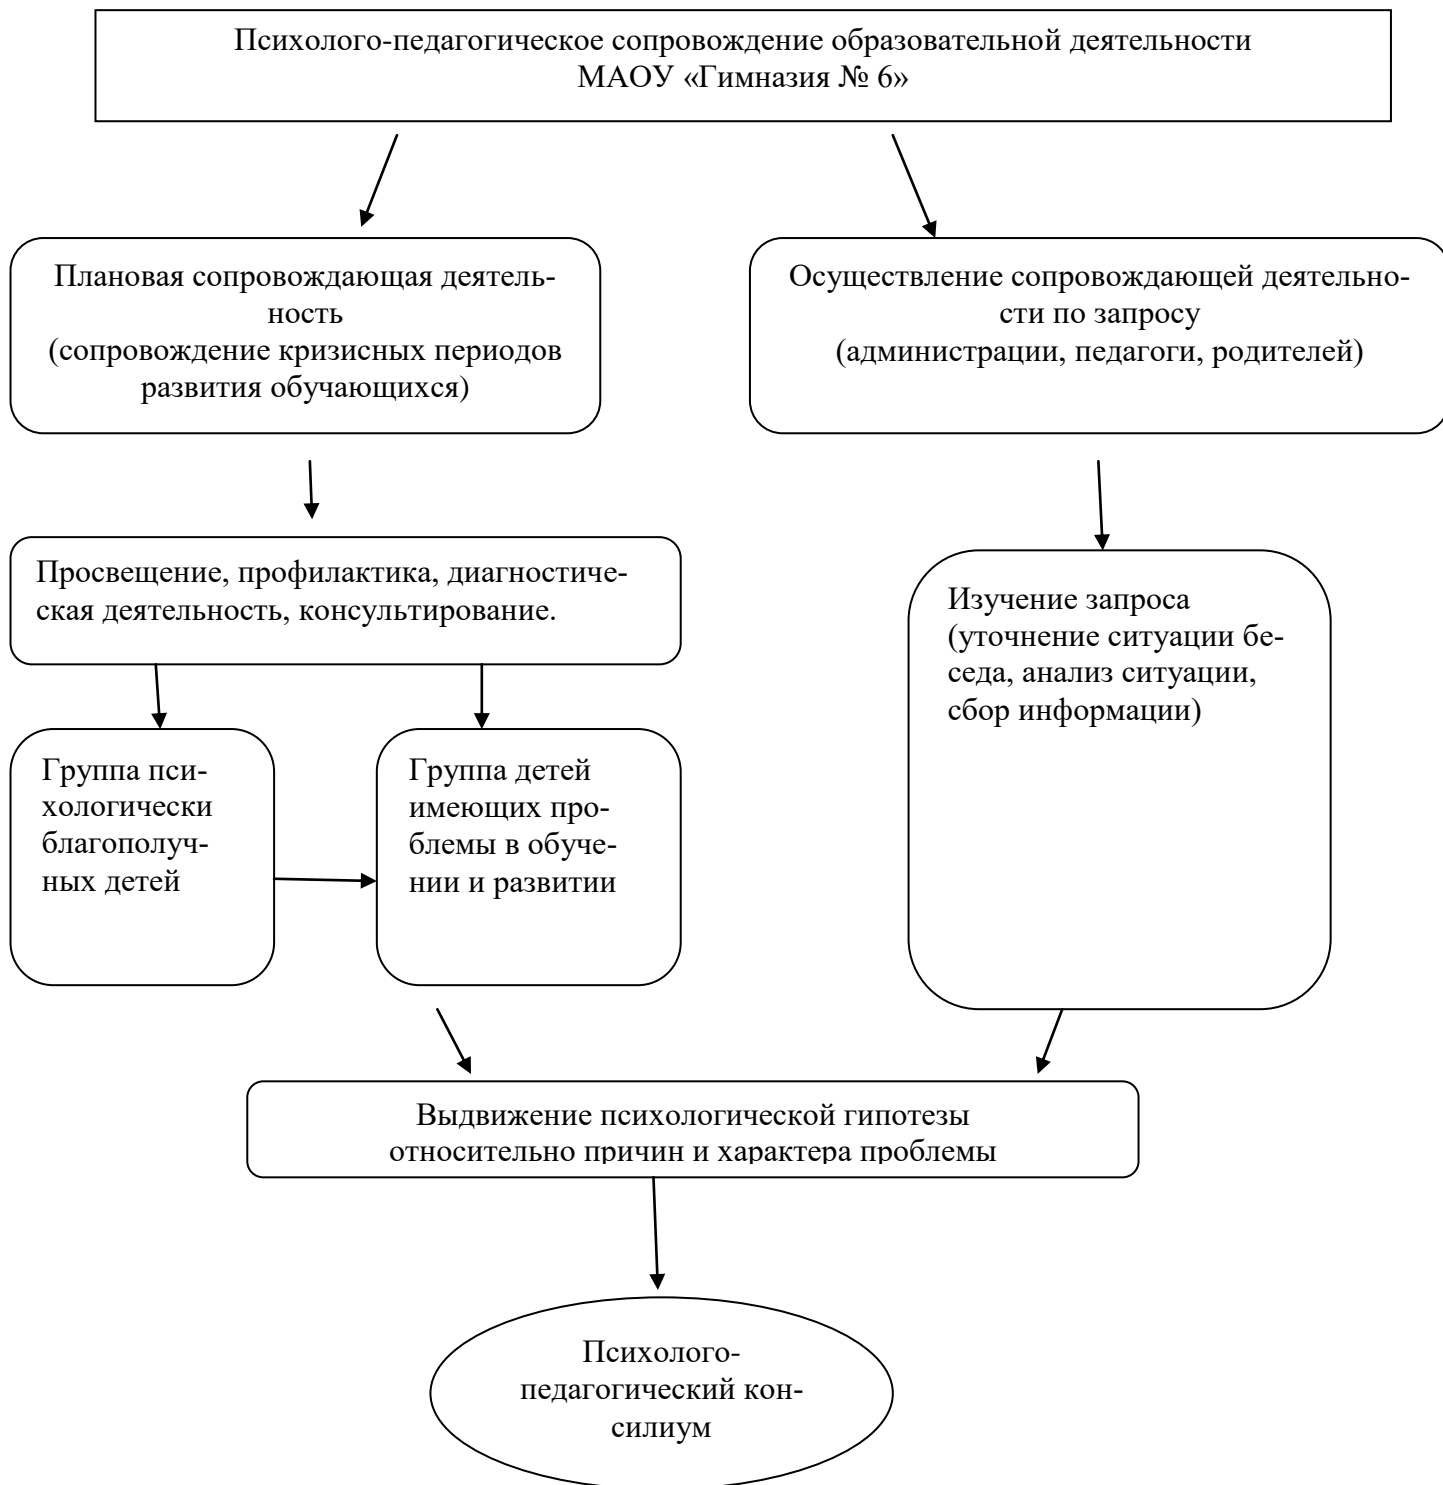 Психолого-педагогическое сопровождение образовательной деятельности
МАОУ «Гимназия № 6»
Плановая сопровождающая деятель-
ность
(сопровождение кризисных периодов
развития обучающихся)
Осуществление сопровождающей деятельно-
сти по запросу
(администрации, педагоги, родителей)
Просвещение, профилактика, диагностиче-
ская деятельность, консультирование.
Изучение запроса
(уточнение ситуации бе-
седа, анализ ситуации,
сбор информации)
Группа пси-
хологически
благополуч-
ных детей
Группа детей
имеющих про-
блемы в обуче-
нии и развитии
Выдвижение психологической гипотезы
относительно причин и характера проблемы
Психолого-
педагогический кон-
силиум